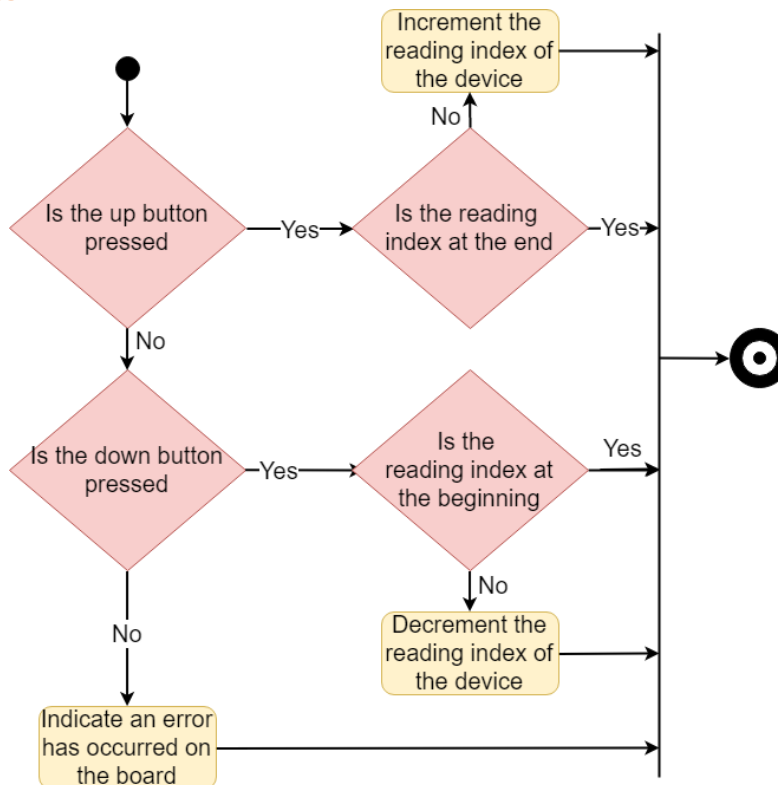 Increment the
reading index of
the device
No
Is the up button
pressed
Yes
Is the reading
index at the end
Yes
No
Is the down button
pressed
Yes
Is the
reading index at
the beginning
Yes
No
No
Decrement the
reading index of
the device
Indicate an error
has occurred on
the board